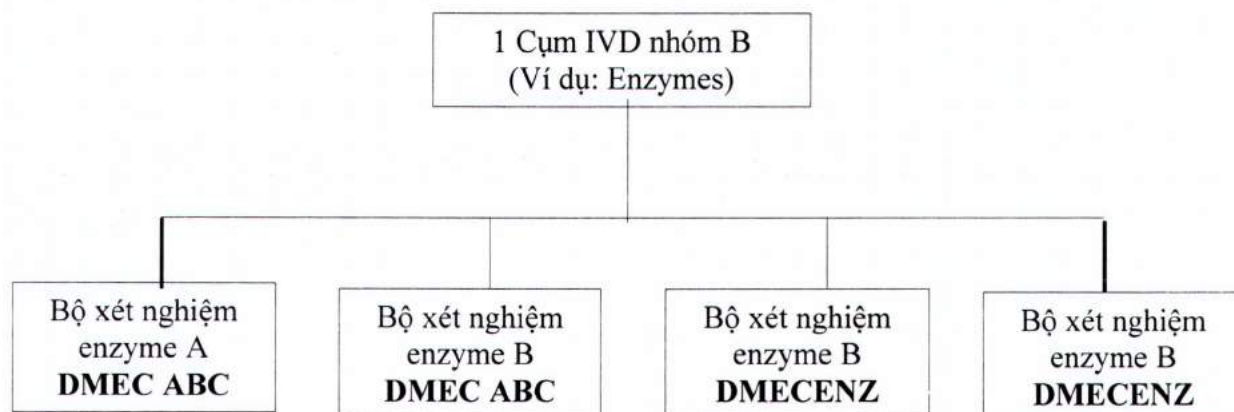 1 Cụm IVD nhóm B
(Ví dụ: Enzymes)
Bộ xét nghiệm
enzyme A
DMEC ABC
Bộ xét nghiệm
enzyme B
DMEC ABC
Bộ xét nghiệm
enzyme B
DMECENZ
Bộ xét nghiệm
enzyme B
DMECENZ